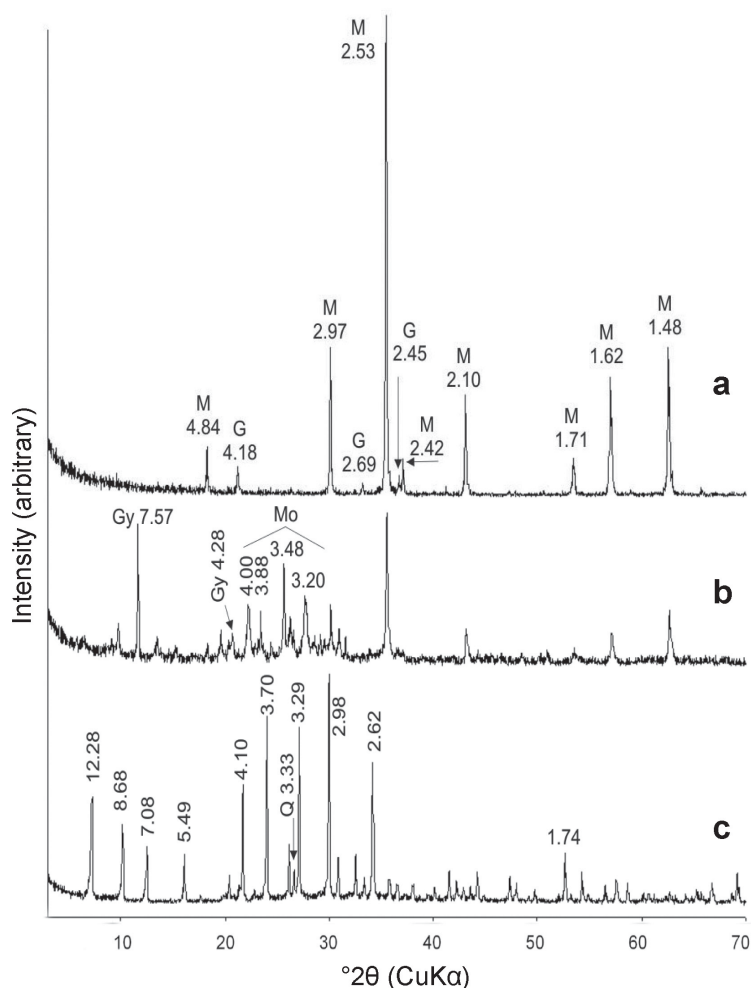 M
2.53
M
2.97
G
2.45
M
1.48
M
2.10
M
1.62
a
M
4.84
G
4.18
M
2.42
G
2.69
M
1.71
Gy 7.57
Mo
Gy 4.28
4.00
3.88
3.48
3.20
b
12.28
8.68
7.08
5.49
4.10
3.70
Q 3.33
3.29
2.98
2.62
1.74
c
Intensity (arbitrary)
10 20 30 40 50 60 70
°2θ (CuKα)